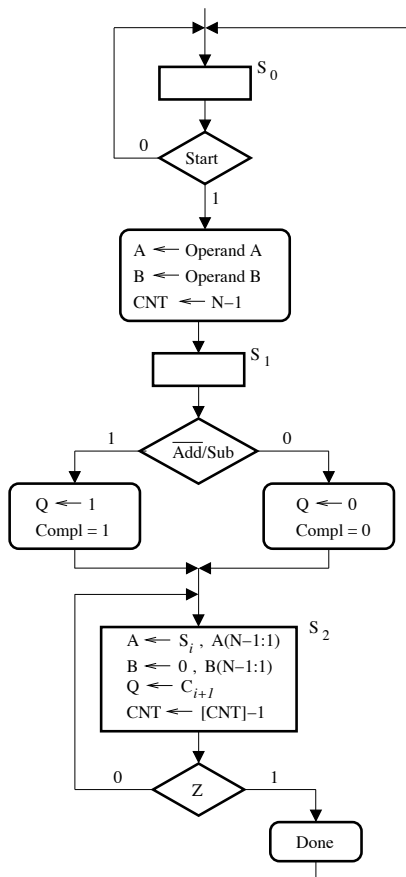 S0
0
Start
1
A ← Operand A
B ← Operand B
CNT ← N−1
S1
1
A̅d̅d̅/Sub
0
Q ← 1
Compl = 1
Q ← 0
Compl = 0
S2
A ← Si , A(N−1:1)
B ← 0 , B(N−1:1)
Q ← Ci+1
CNT ← [CNT]−1
0
Z
1
Done